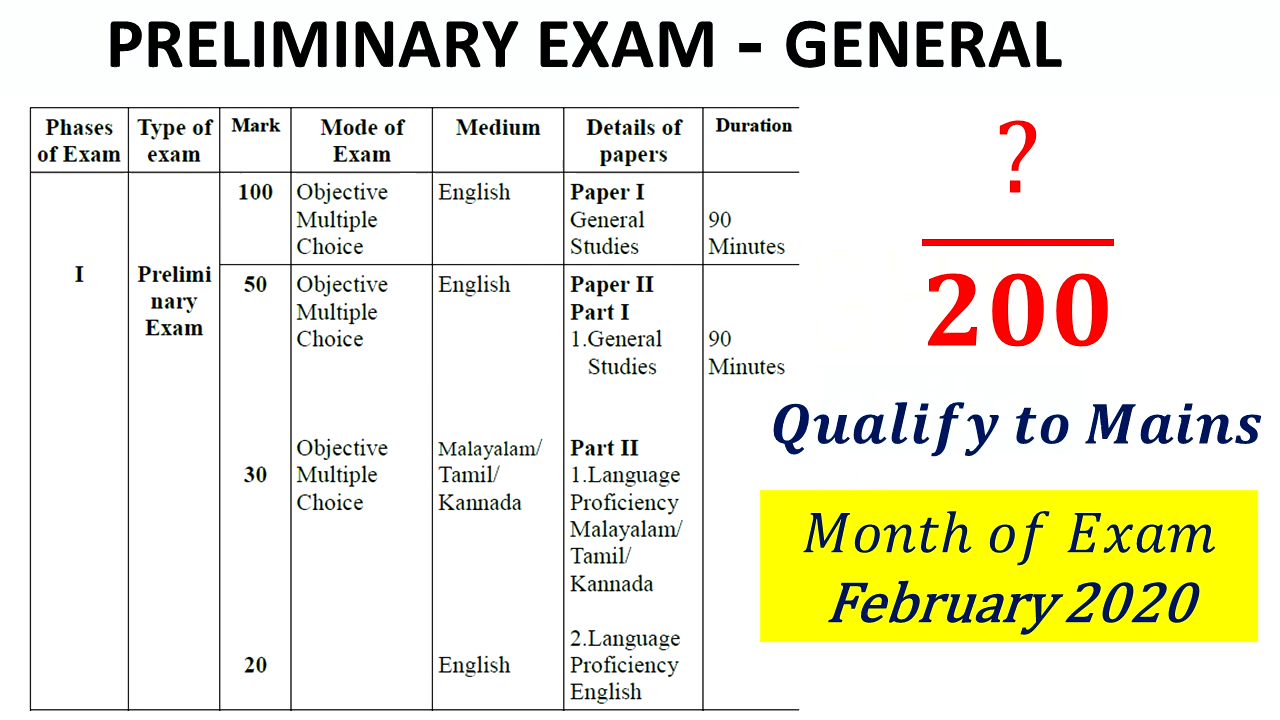 PRELIMINARY EXAM - GENERAL
Phases of Exam Type of exam Mark Mode of Exam Medium Details of papers Duration
I
Prelimi
nary
Exam
100
Objective
Multiple
Choice
English
Paper I
General
Studies
90
Minutes
50
Objective
Multiple
Choice
English
Paper II
Part I
1.General
Studies
90
Minutes
30
Objective
Multiple
Choice
Malayalam/
Tamil/
Kannada
Part II
1.Language
Proficiency
Malayalam/
Tamil/
Kannada
20
English
2.Language
Proficiency
English
?
200
Qualify to Mains
Month of Exam
February 2020